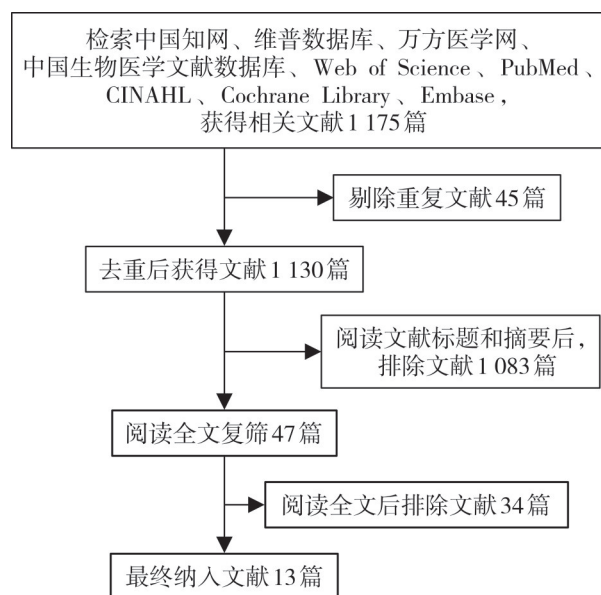 检索中国知网、维普数据库、万方医学网、
中国生物医学文献数据库、Web of Science、PubMed、
CINAHL、Cochrane Library、Embase，
获得相关文献1 175篇
剔除重复文献45篇
去重后获得文献1 130篇
阅读文献标题和摘要后，
排除文献1 083篇
阅读全文复筛47篇
阅读全文后排除文献34篇
最终纳入文献13篇